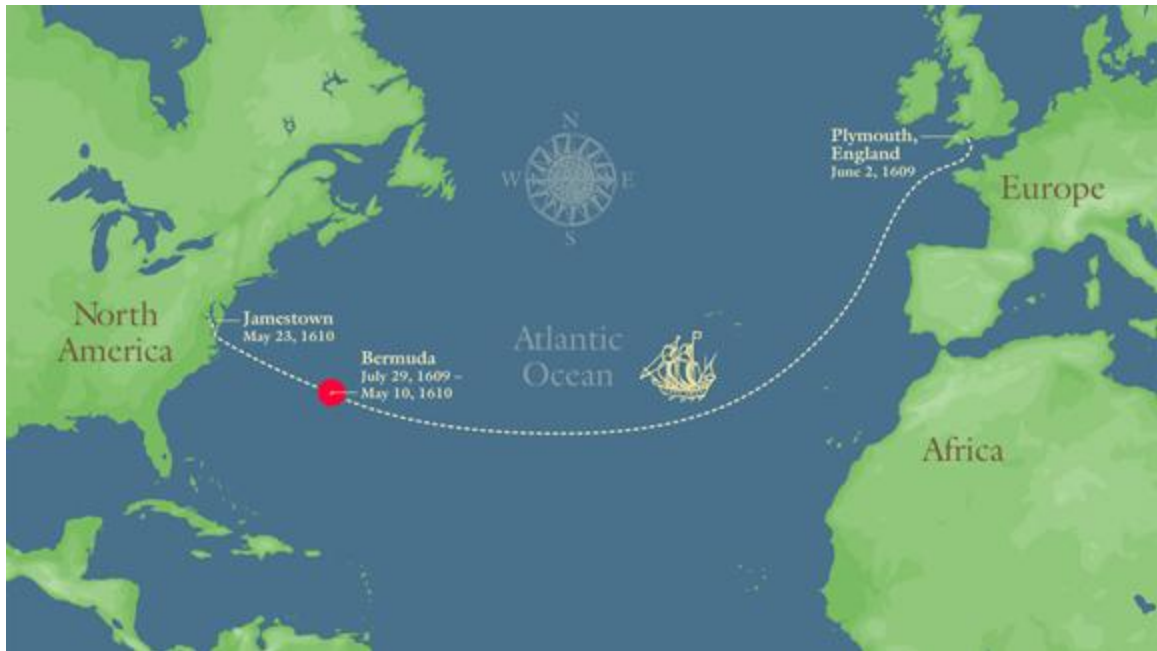 N
W
E
S
Plymouth,
England
June 2, 1609
Europe
North
America
Jamestown
May 23, 1610
Atlantic
Ocean
Bermuda
July 29, 1609 –
May 10, 1610
Africa